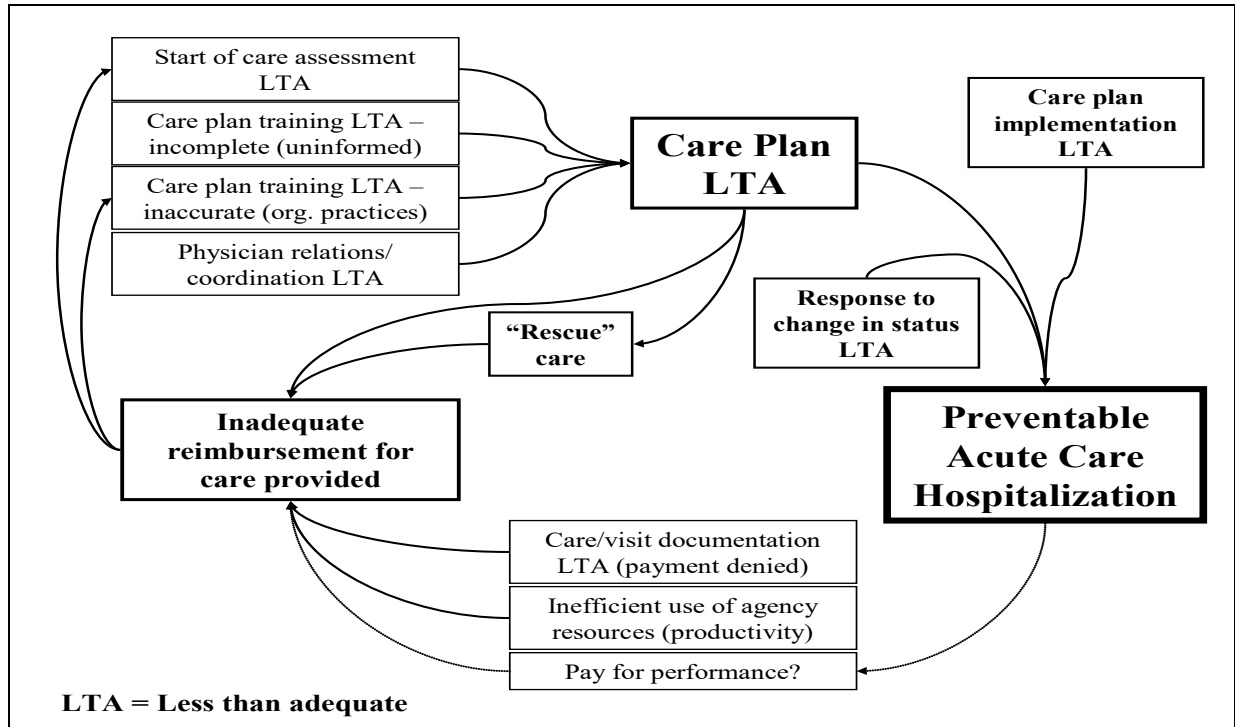 Start of care assessment
LTA
Care plan training LTA –
incomplete (uninformed)
Care plan training LTA –
inaccurate (org. practices)
Physician relations/
coordination LTA
Care Plan
LTA
Care plan
implementation
LTA
Response to
change in status
LTA
“Rescue”
care
Inadequate
reimbursement for
care provided
Preventable
Acute Care
Hospitalization
Care/visit documentation
LTA (payment denied)
Inefficient use of agency
resources (productivity)
Pay for performance?
LTA = Less than adequate